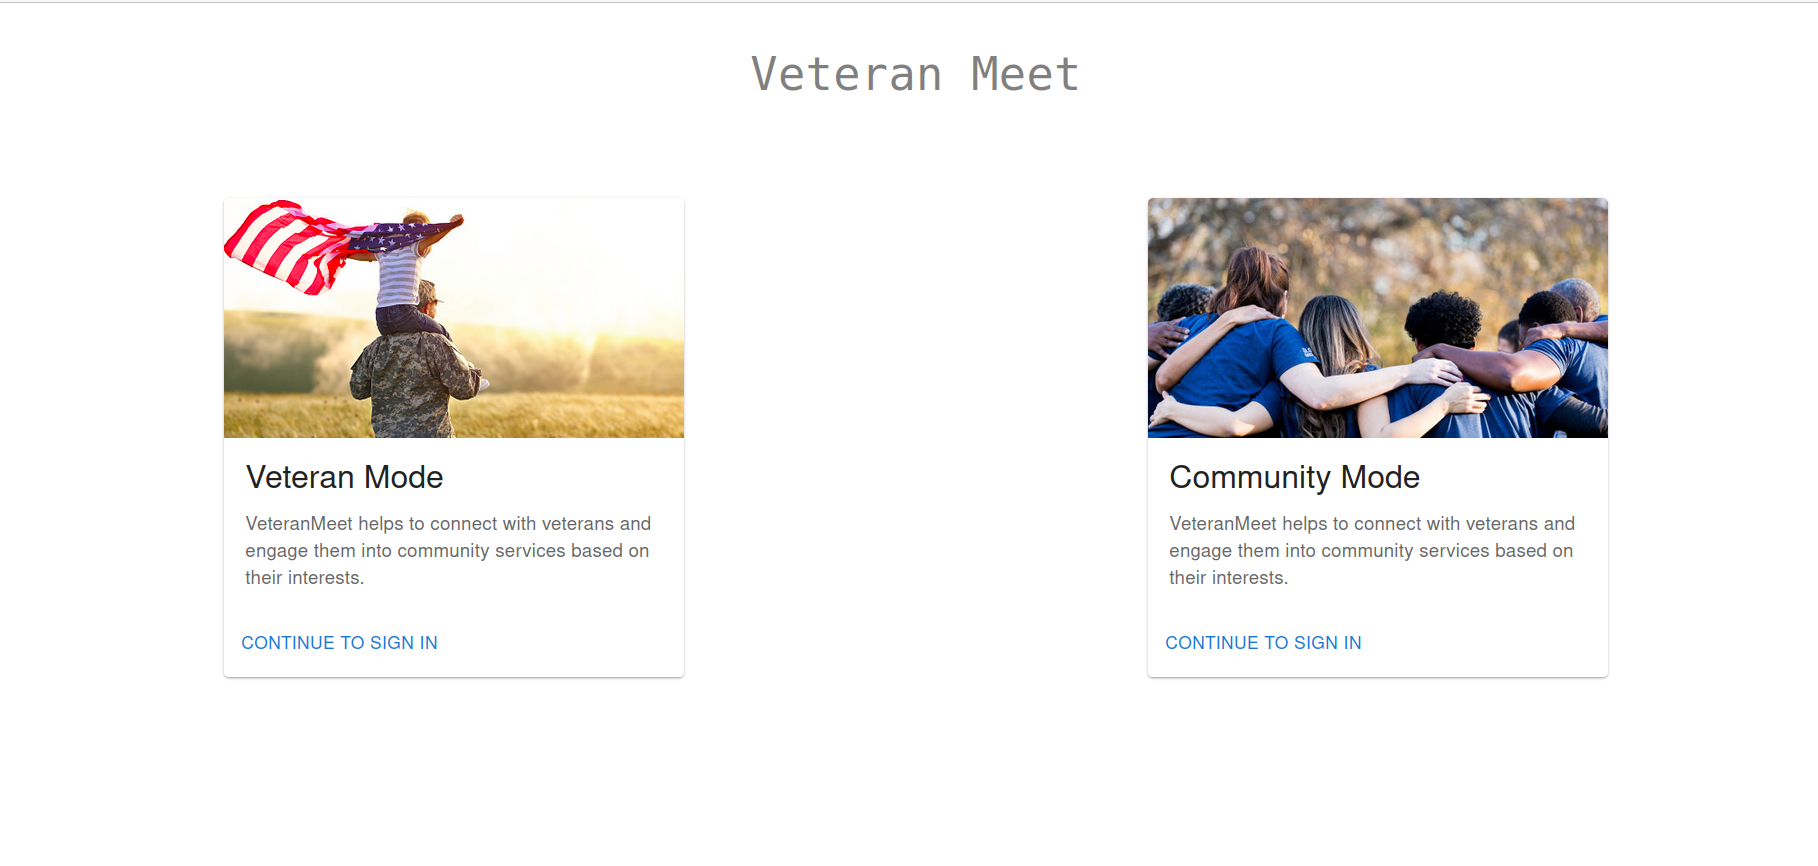 Veteran Meet
Veteran Mode
VeteranMeet helps to connect with veterans and
engage them into community services based on
their interests.
CONTINUE TO SIGN IN
Community Mode
VeteranMeet helps to connect with veterans and
engage them into community services based on
their interests.
CONTINUE TO SIGN IN